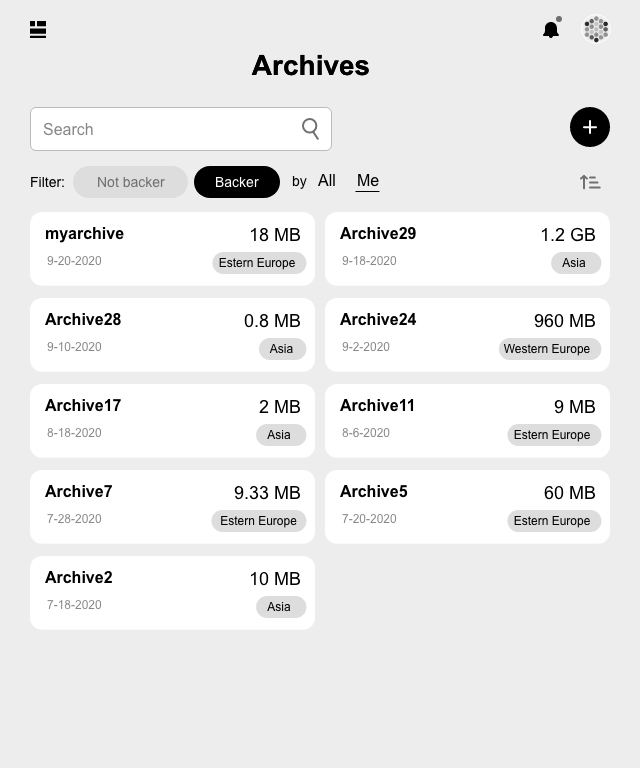 Archives
Search
Filter: Not backer Backer by All Me
myarchive 18 MB
9-20-2020 Estern Europe
Archive29 1.2 GB
9-18-2020 Asia
Archive28 0.8 MB
9-10-2020 Asia
Archive24 960 MB
9-2-2020 Western Europe
Archive17 2 MB
8-18-2020 Asia
Archive11 9 MB
8-6-2020 Estern Europe
Archive7 9.33 MB
7-28-2020 Estern Europe
Archive5 60 MB
7-20-2020 Estern Europe
Archive2 10 MB
7-18-2020 Asia